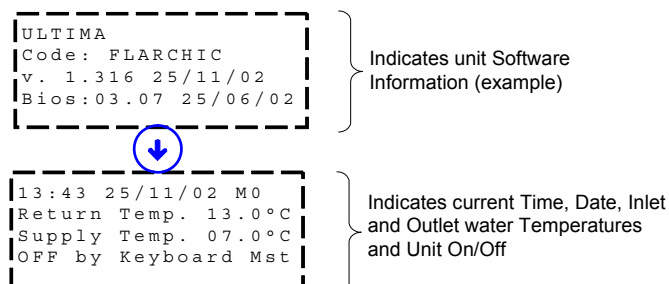 ULTIMA
Code: FLARCHIC
v. 1.316 25/11/02
Bios:03.07 25/06/02
Indicates unit Software
Information (example)
13:43 25/11/02 M0
Return Temp. 13.0°C
Supply Temp. 07.0°C
OFF by Keyboard Mst
Indicates current Time, Date, Inlet
and Outlet water Temperatures
and Unit On/Off